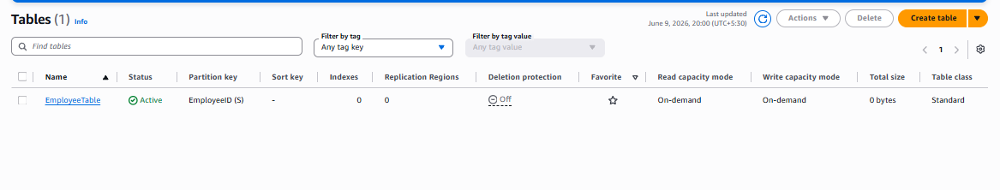 Tables (1) Info
Last updated
June 9, 2026, 20:00 (UTC+5:30)
Actions
Delete
Create table
Find tables
Filter by tag
Any tag key
Filter by tag value
Any tag value
1
Name Status Partition key Sort key Indexes Replication Regions Deletion protection Favorite Read capacity mode Write capacity mode Total size Table class
EmployeeTable Active EmployeeID (S) - 0 0 Off On-demand On-demand 0 bytes Standard